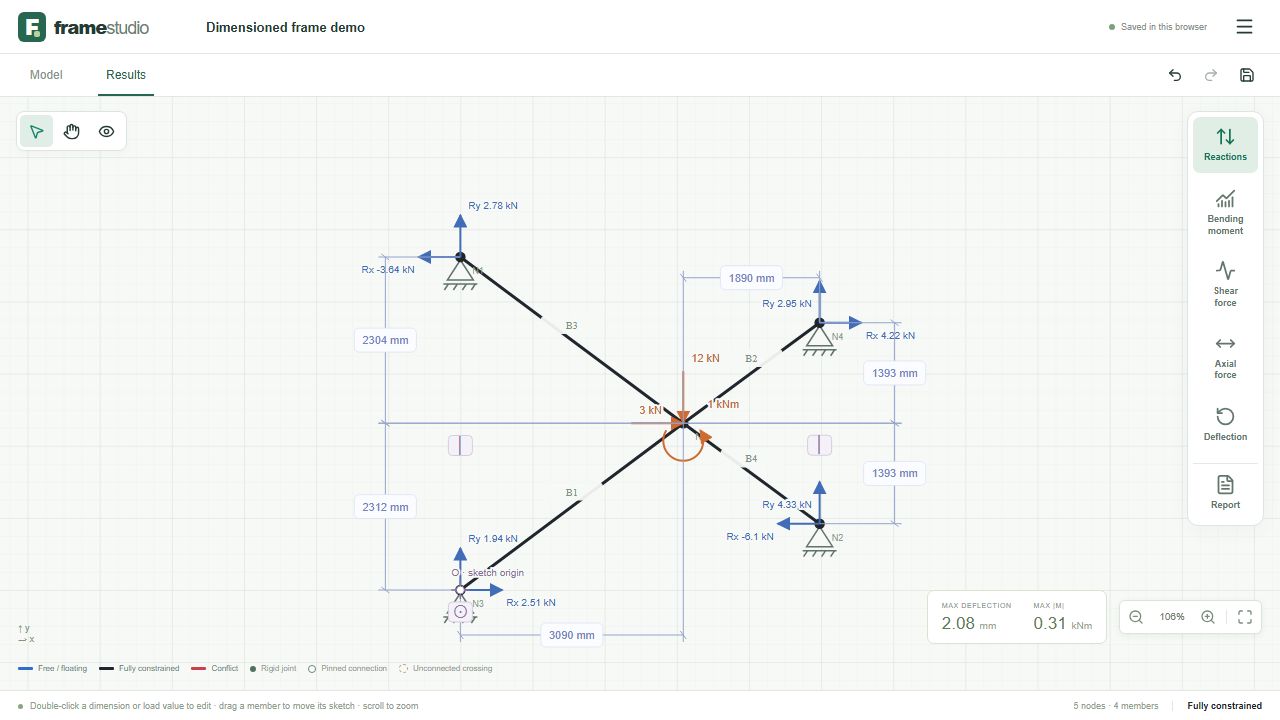 F framestudio
Dimensioned frame demo
Saved in this browser
Model
Results
Reactions
Bending
moment
Shear
force
Axial
force
Deflection
Report
Ry 2.78 kN
Rx -3.64 kN
N1
B3
2304 mm
1890 mm
Ry 2.95 kN
Rx 4.22 kN
N4
12 kN
B2
1393 mm
3 kN
1 kNm
B4
1393 mm
B1
2312 mm
Ry 4.33 kN
Rx -6.1 kN
N2
Ry 1.94 kN
O · sketch origin
N3
Rx 2.51 kN
3090 mm
MAX DEFLECTION
2.08 mm
MAX |M|
0.31 kNm
106%
↑ y
→ x
Free / floating
Fully constrained
Conflict
Rigid joint
Pinned connection
Unconnected crossing
Double-click a dimension or load value to edit · drag a member to move its sketch · scroll to zoom
5 nodes · 4 members
Fully constrained